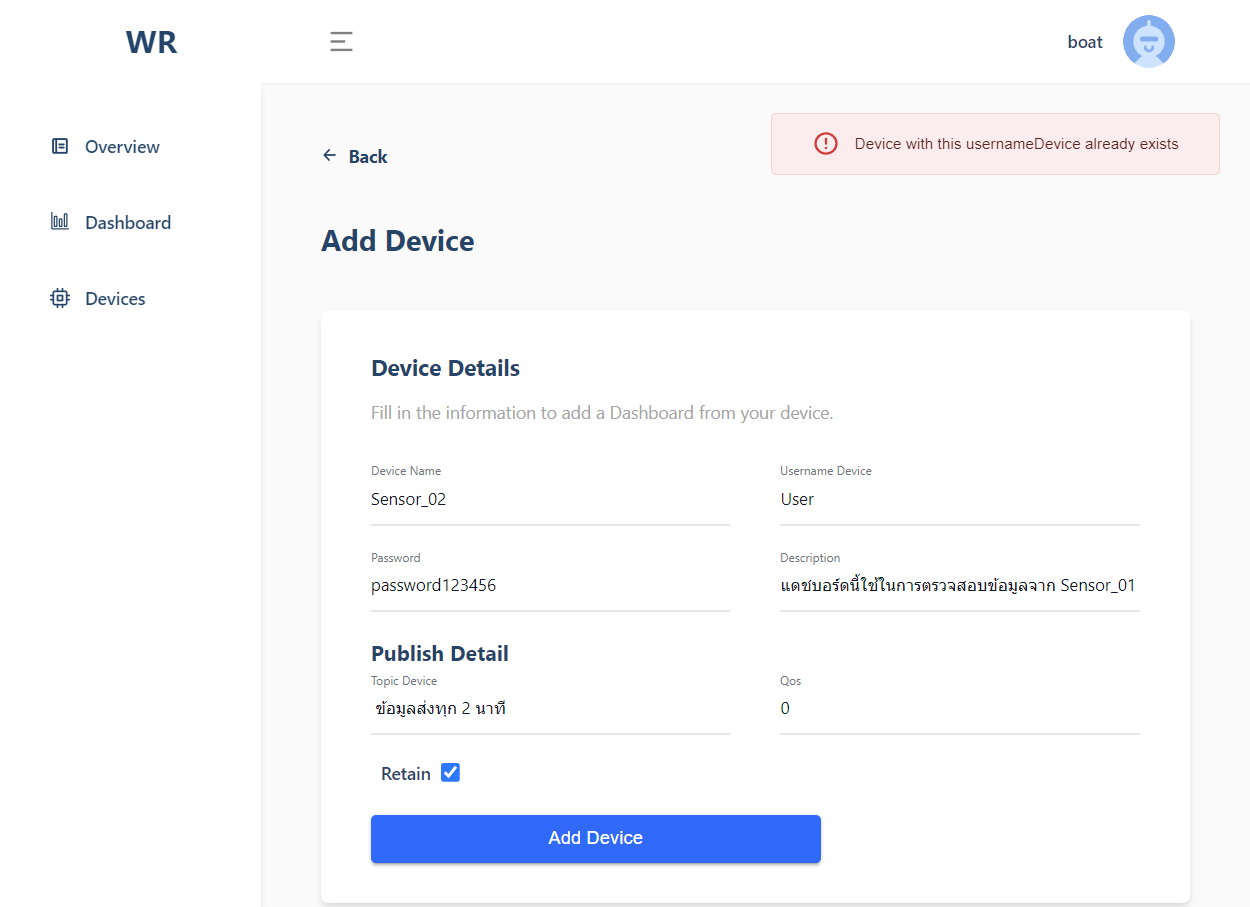 WR
boat
Overview
Dashboard
Devices
Back
Device with this usernameDevice already exists
Add Device
Device Details
Fill in the information to add a Dashboard from your device.
Device Name
Username Device
Sensor_02
User
Password
Description
password123456
แดชบอร์ดนี้ใช้ในการตรวจสอบข้อมูลจาก Sensor_01
Publish Detail
Topic Device
Qos
ข้อมูลส่งทุก 2 นาที
0
Retain
Add Device